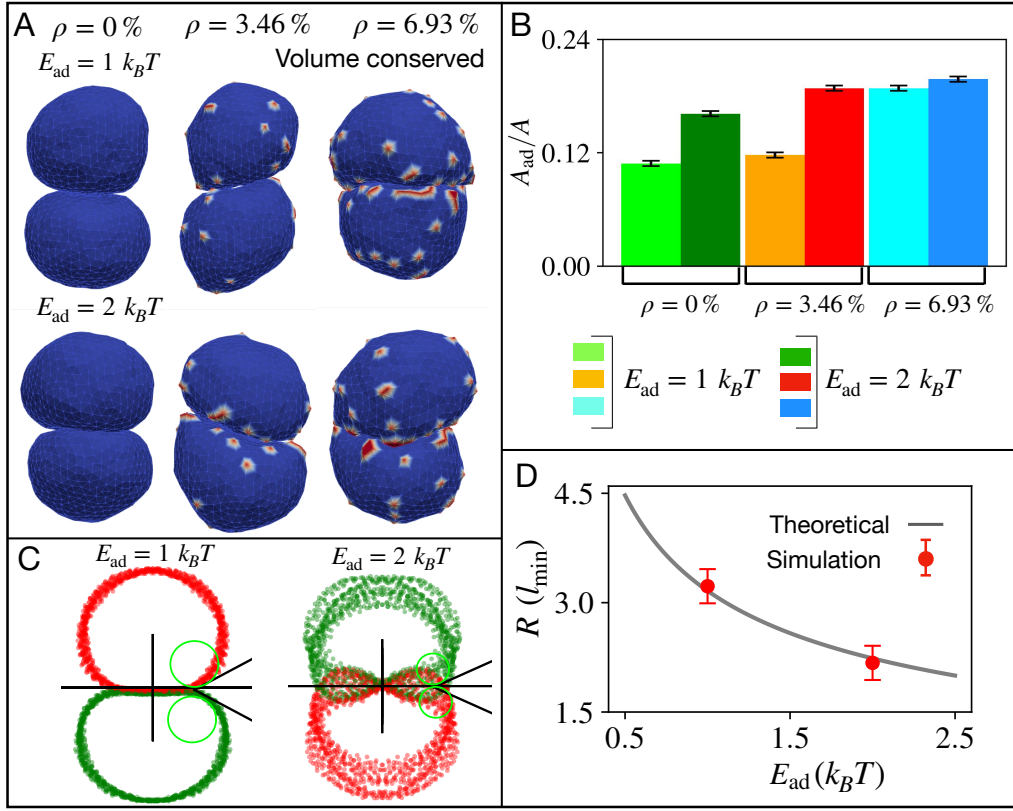 A
ρ = 0 % ρ = 3.46 % ρ = 6.93 %
E_ad = 1 k_BT Volume conserved
E_ad = 2 k_BT
B
0.24
0.12
0.00
A_ad/A
ρ = 0 % ρ = 3.46 % ρ = 6.93 %
E_ad = 1 k_BT E_ad = 2 k_BT
C
E_ad = 1 k_BT E_ad = 2 k_BT
D
4.5
3.0
1.5
R (l_min)
Theoretical
Simulation
0.5 1.5 2.5
E_ad (k_BT)